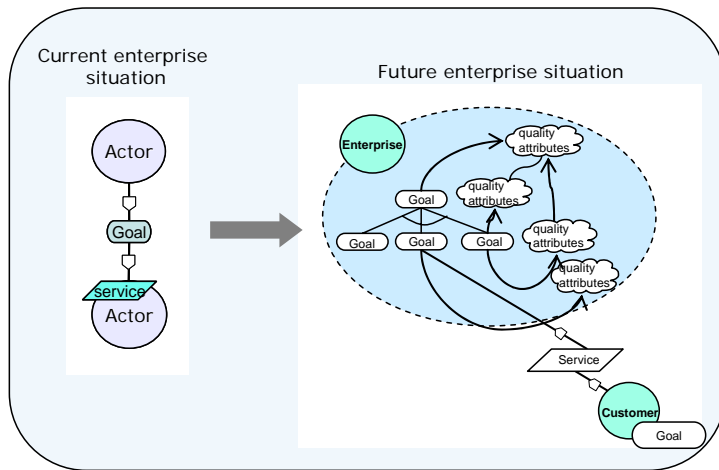 Current enterprise
situation
Actor
Goal
service
Actor
Future enterprise situation
Enterprise
quality
attributes
quality
attributes
Goal
Goal
Goal
Goal
quality
attributes
quality
attributes
Service
Customer
Goal